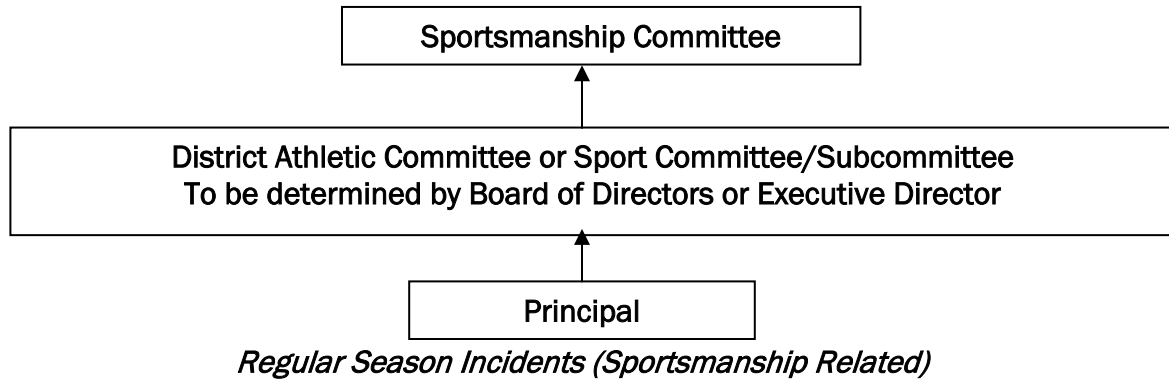 Sportsmanship Committee
District Athletic Committee or Sport Committee/Subcommittee
To be determined by Board of Directors or Executive Director
Principal
Regular Season Incidents (Sportsmanship Related)